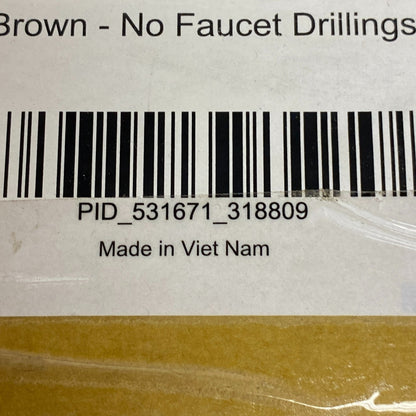 Brown - No Faucet Drillings
PID_531671_318809
Made in Viet Nam